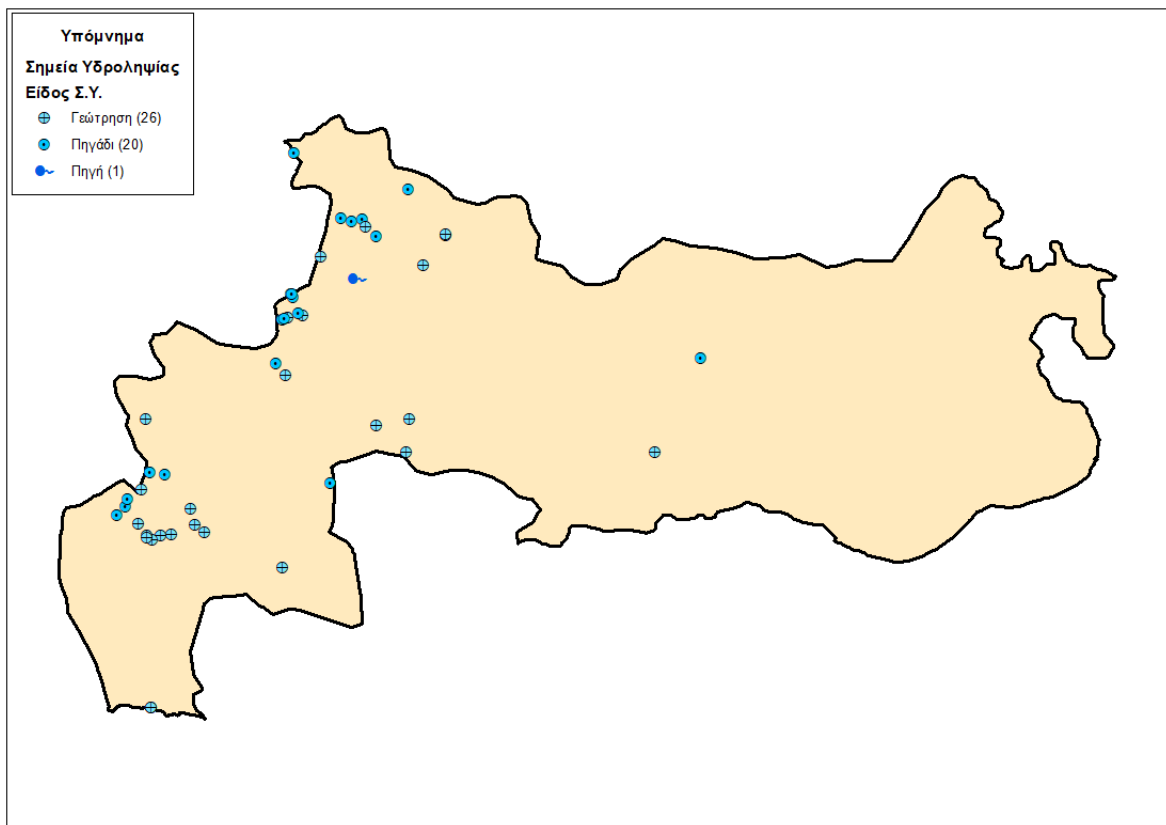 Υπόμνημα
Σημεία Υδροληψίας
Είδος Σ.Υ.
Γεώτρηση (26)
Πηγάδι (20)
Πηγή (1)